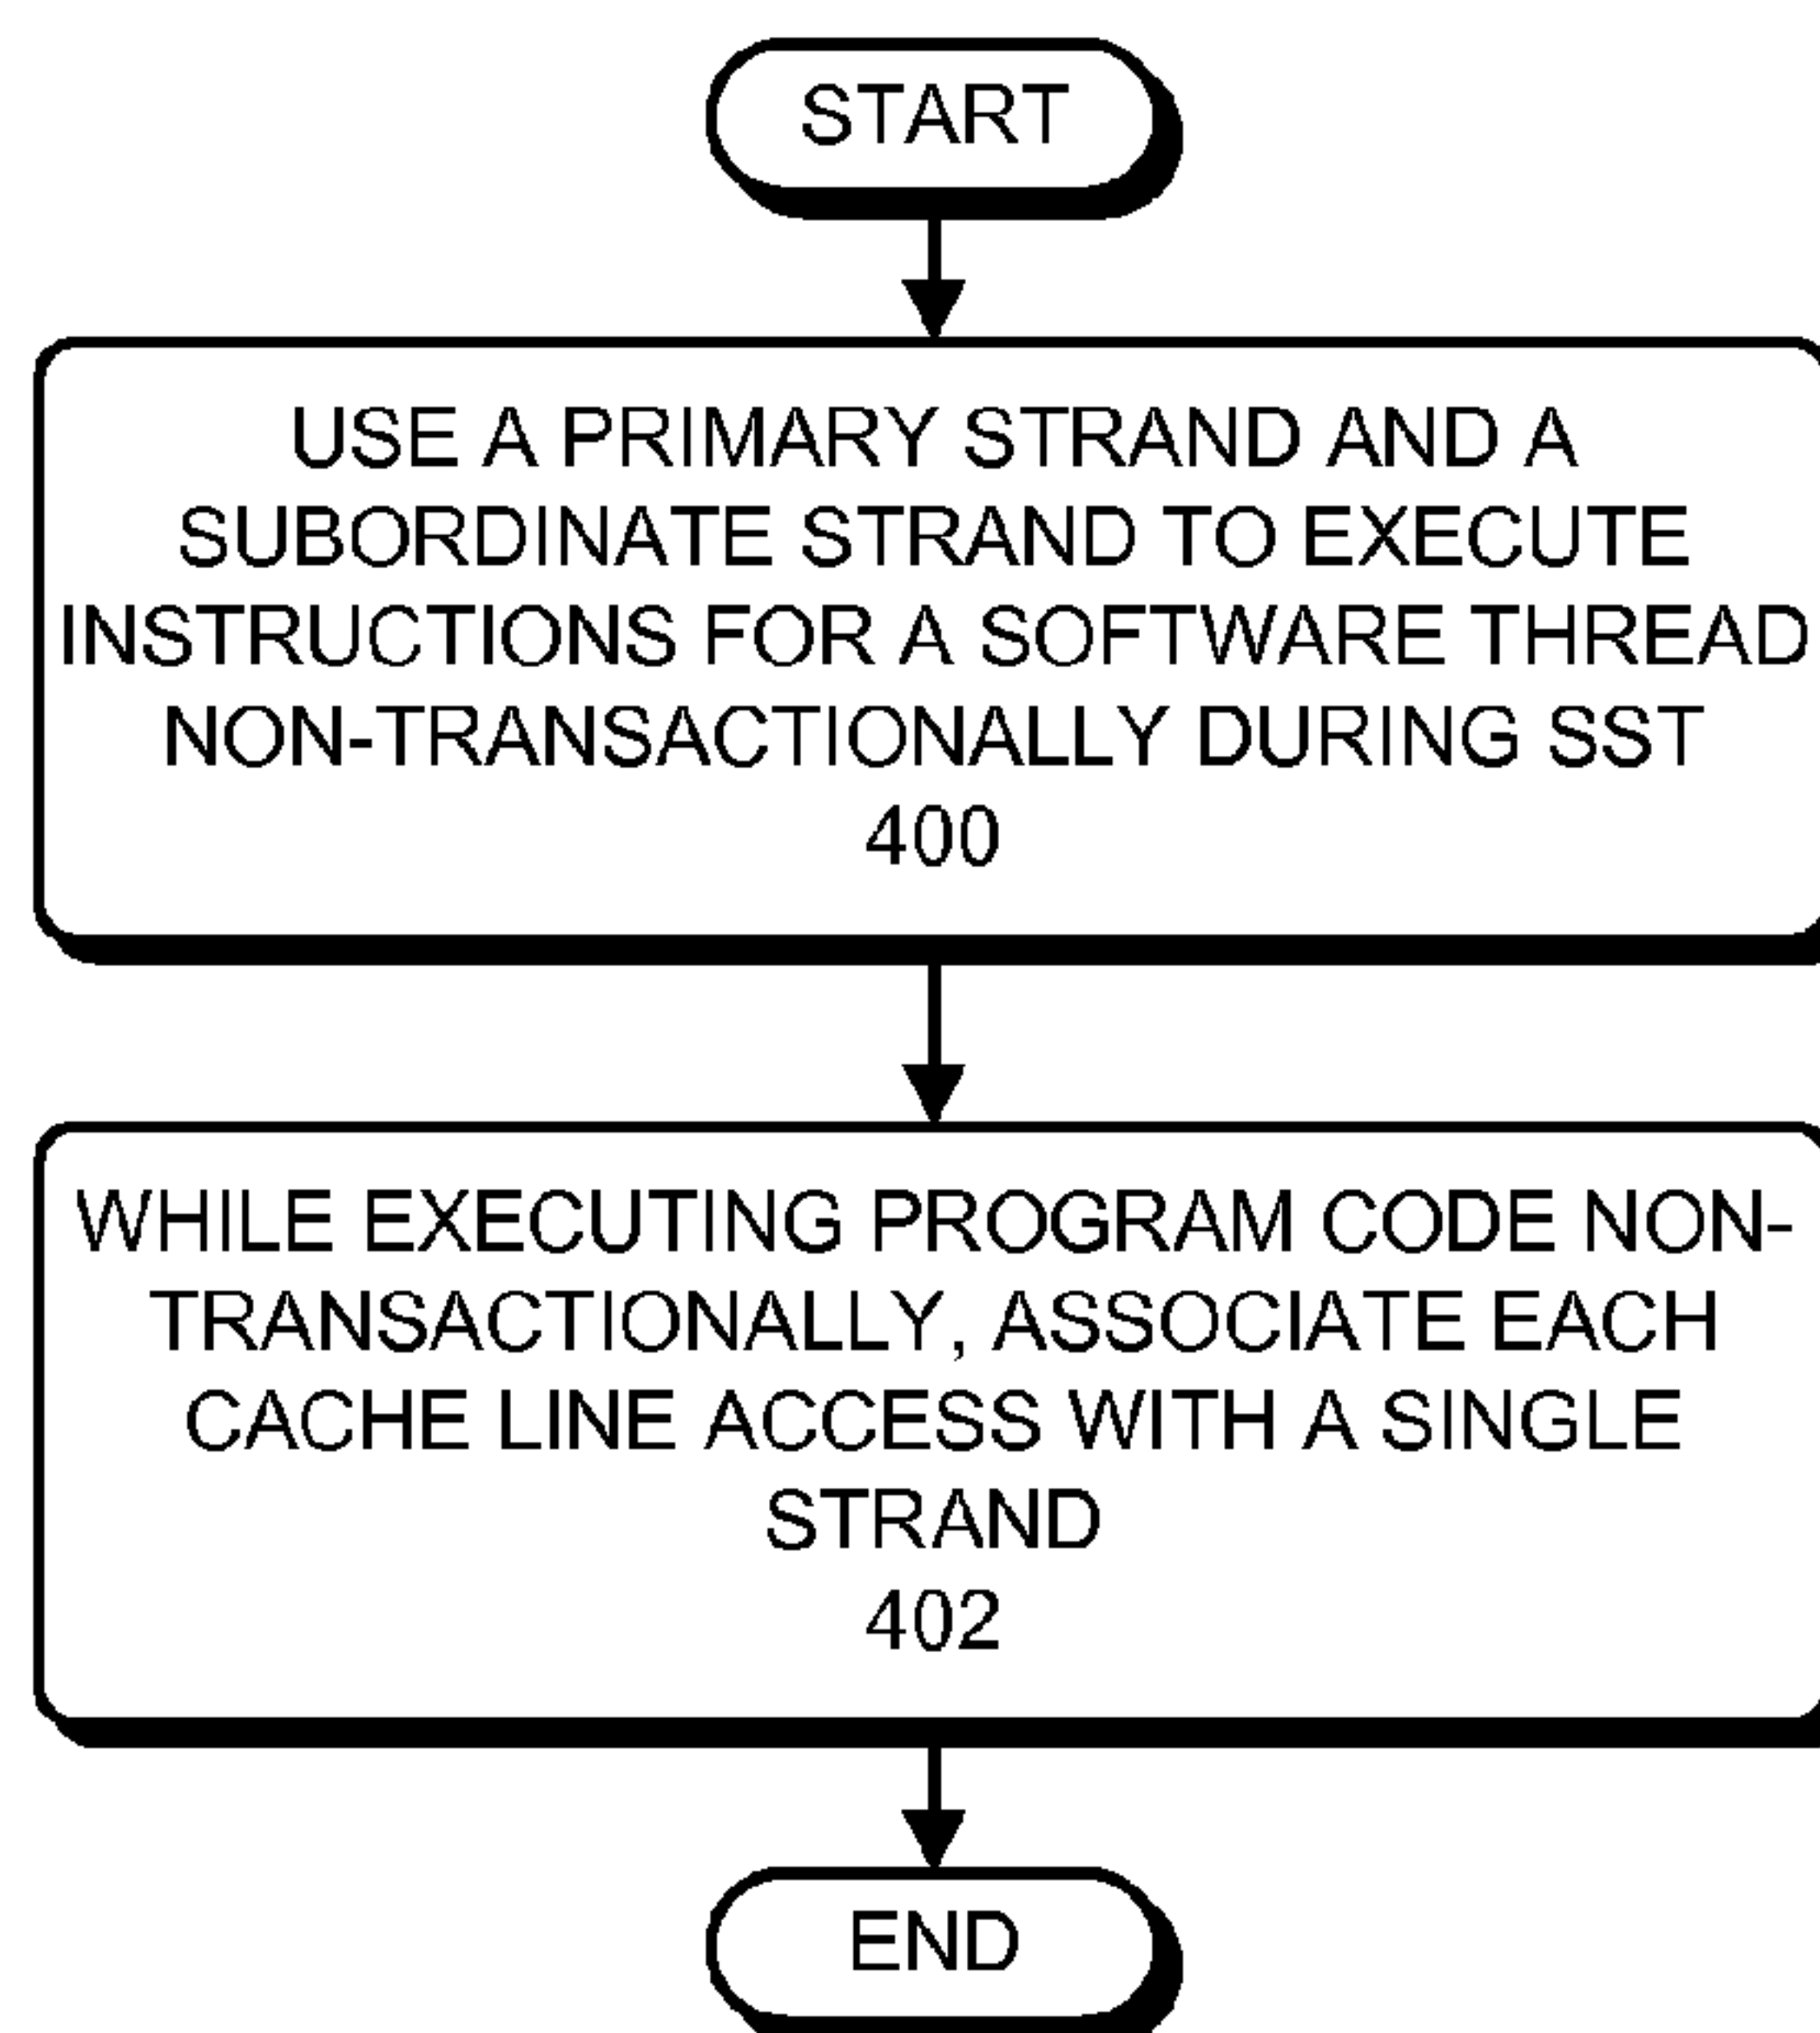 START
USE A PRIMARY STRAND AND A
SUBORDINATE STRAND TO EXECUTE
INSTRUCTIONS FOR A SOFTWARE THREAD
NON-TRANSACTIONALLY DURING SST
400
WHILE EXECUTING PROGRAM CODE NON-
TRANSACTIONALLY, ASSOCIATE EACH
CACHE LINE ACCESS WITH A SINGLE
STRAND
402
END